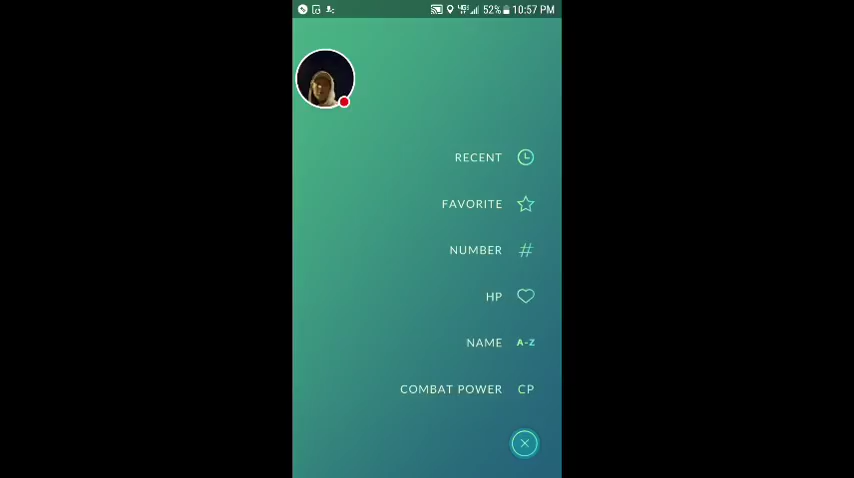 52% 10:57 PM
RECENT
FAVORITE
NUMBER #
HP
NAME A-Z
COMBAT POWER CP